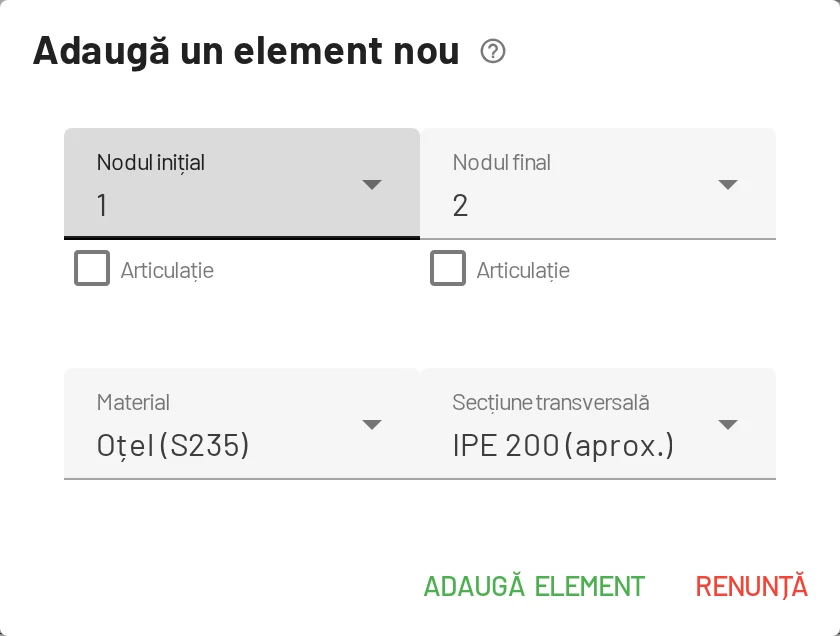 Adaugă un element nou
Nodul inițial
1
Nodul final
2
Articulație
Articulație
Material
Oțel (S235)
Secțiune transversală
IPE 200 (aprox.)
ADAUGĂ ELEMENT
RENUNȚĂ